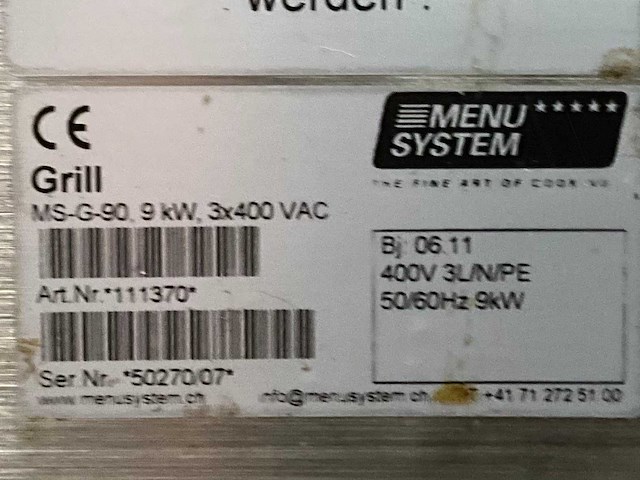 werden .
CE
MENU
SYSTEM
THE FINE ART OF COOKING
Grill
MS-G-90, 9 kW, 3x400 VAC
Bj: 06.11
400V 3L/N/PE
50/60Hz 9kW
Art.Nr.*111370*
Ser.Nr. *50270/07*
www.menusystem.ch info@menusystem.ch +41 71 272 51 00